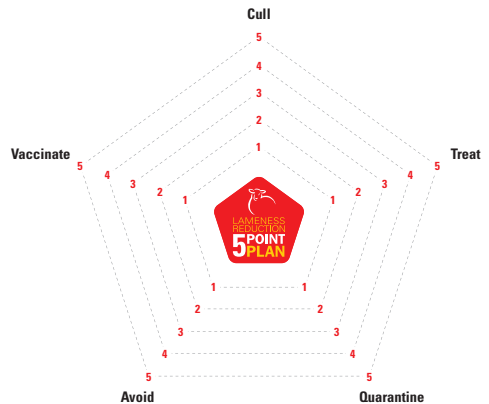 Cull
5
4
3
2
1
Vaccinate
5 4 3 2 1
Treat
1 2 3 4 5
LAMENESS
REDUCTION
5 POINT
PLAN
1 1
2 2
3 3
4 4
5 5
Avoid Quarantine